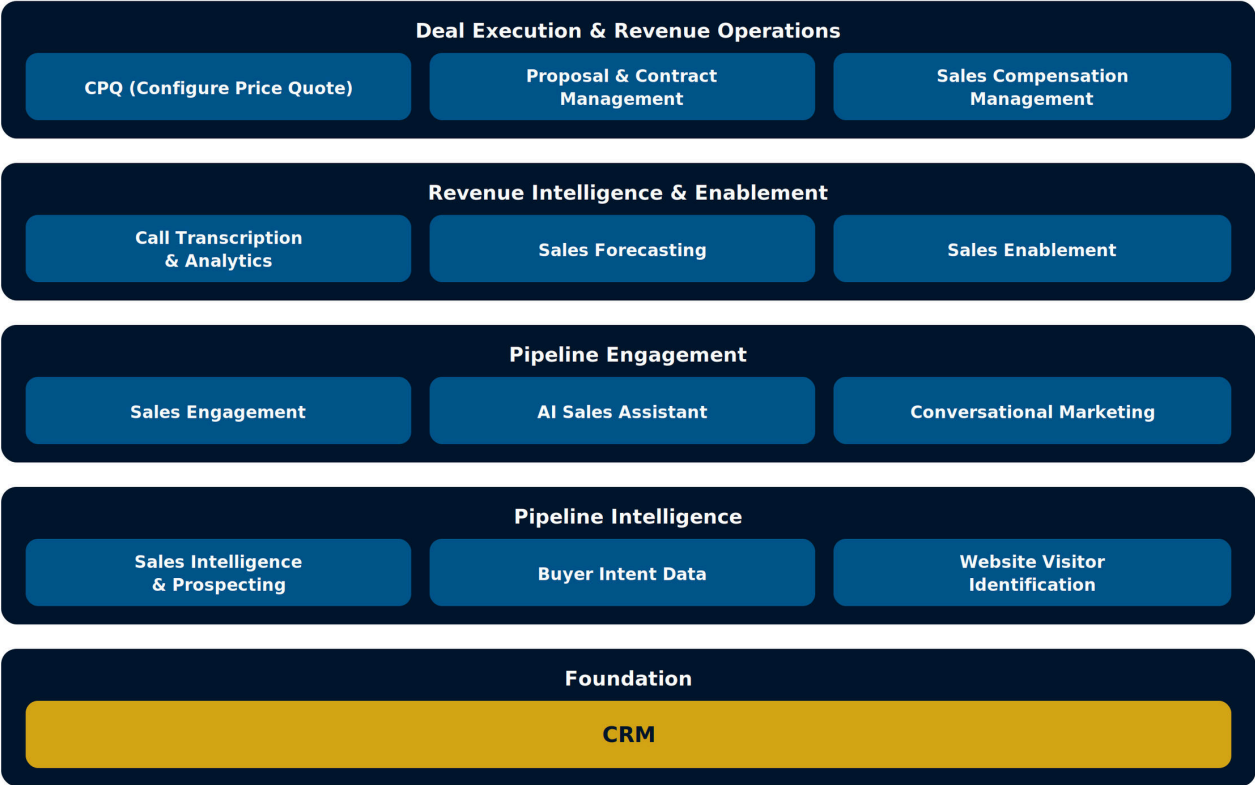 Deal Execution & Revenue Operations
CPQ (Configure Price Quote)
Proposal & Contract
Management
Sales Compensation
Management
Revenue Intelligence & Enablement
Call Transcription
& Analytics
Sales Forecasting
Sales Enablement
Pipeline Engagement
Sales Engagement
AI Sales Assistant
Conversational Marketing
Pipeline Intelligence
Sales Intelligence
& Prospecting
Buyer Intent Data
Website Visitor
Identification
Foundation
CRM